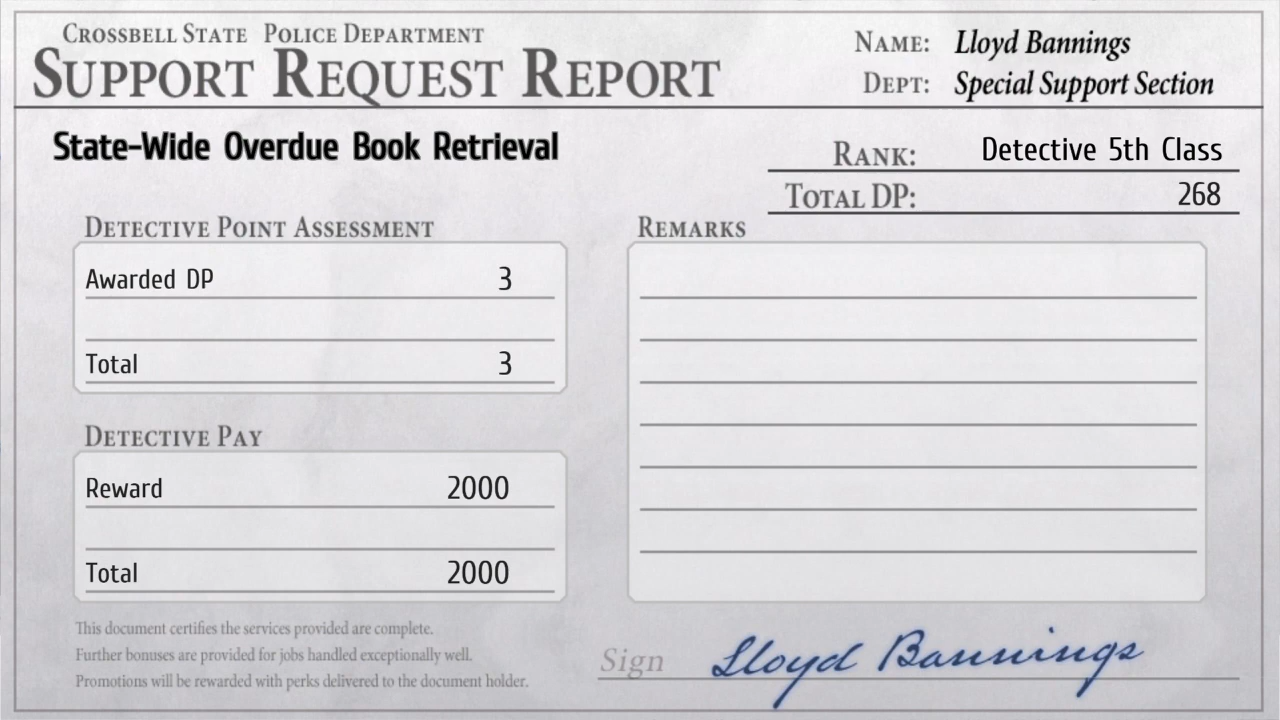 CROSSBELL STATE POLICE DEPARTMENT
SUPPORT REQUEST REPORT
NAME: Lloyd Bannings
DEPT: Special Support Section
State-Wide Overdue Book Retrieval
RANK: Detective 5th Class
TOTAL DP: 268
DETECTIVE POINT ASSESSMENT
Awarded DP 3
Total 3
DETECTIVE PAY
Reward 2000
Total 2000
REMARKS
This document certifies the services provided are complete.
Further bonuses are provided for jobs handled exceptionally well.
Promotions will be rewarded with perks delivered to the document holder.
Sign Lloyd Bannings